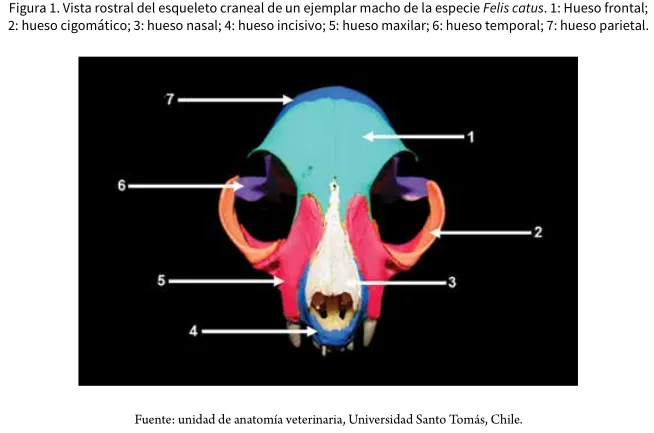 Figura 1. Vista rostral del esqueleto craneal de un ejemplar macho de la especie Felis catus. 1: Hueso frontal;
2: hueso cigomático; 3: hueso nasal; 4: hueso incisivo; 5: hueso maxilar; 6: hueso temporal; 7: hueso parietal.
7
1
6
2
5
3
4
Fuente: unidad de anatomía veterinaria, Universidad Santo Tomás, Chile.